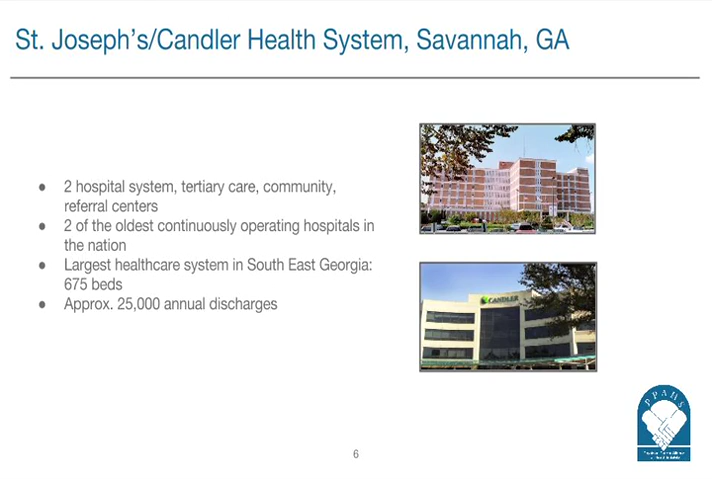 St. Joseph’s/Candler Health System, Savannah, GA
● 2 hospital system, tertiary care, community,
referral centers
● 2 of the oldest continuously operating hospitals in
the nation
● Largest healthcare system in South East Georgia:
675 beds
● Approx. 25,000 annual discharges
CANDLER
PPAHS
6